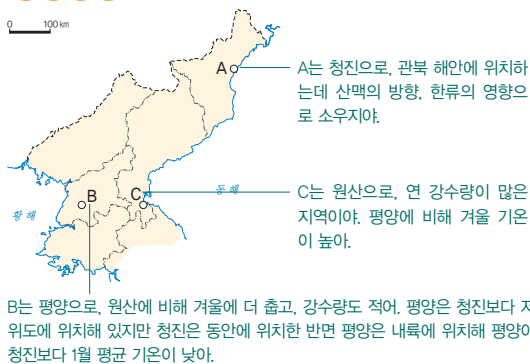 0 100km
A
A는 청진으로, 관북 해안에 위치하
는데 산맥의 방향, 한류의 영향으
로 소우지야.
B
C
동해
황해
C는 원산으로, 연 강수량이 많은
지역이야. 평양에 비해 겨울 기온
이 높아.
B는 평양으로, 원산에 비해 겨울에 더 춥고, 강수량도 적어. 평양은 청진보다
위도에 위치해 있지만 청진은 동안에 위치한 반면 평양은 내륙에 위치해
청진보다 1월 평균 기온이 낮아.